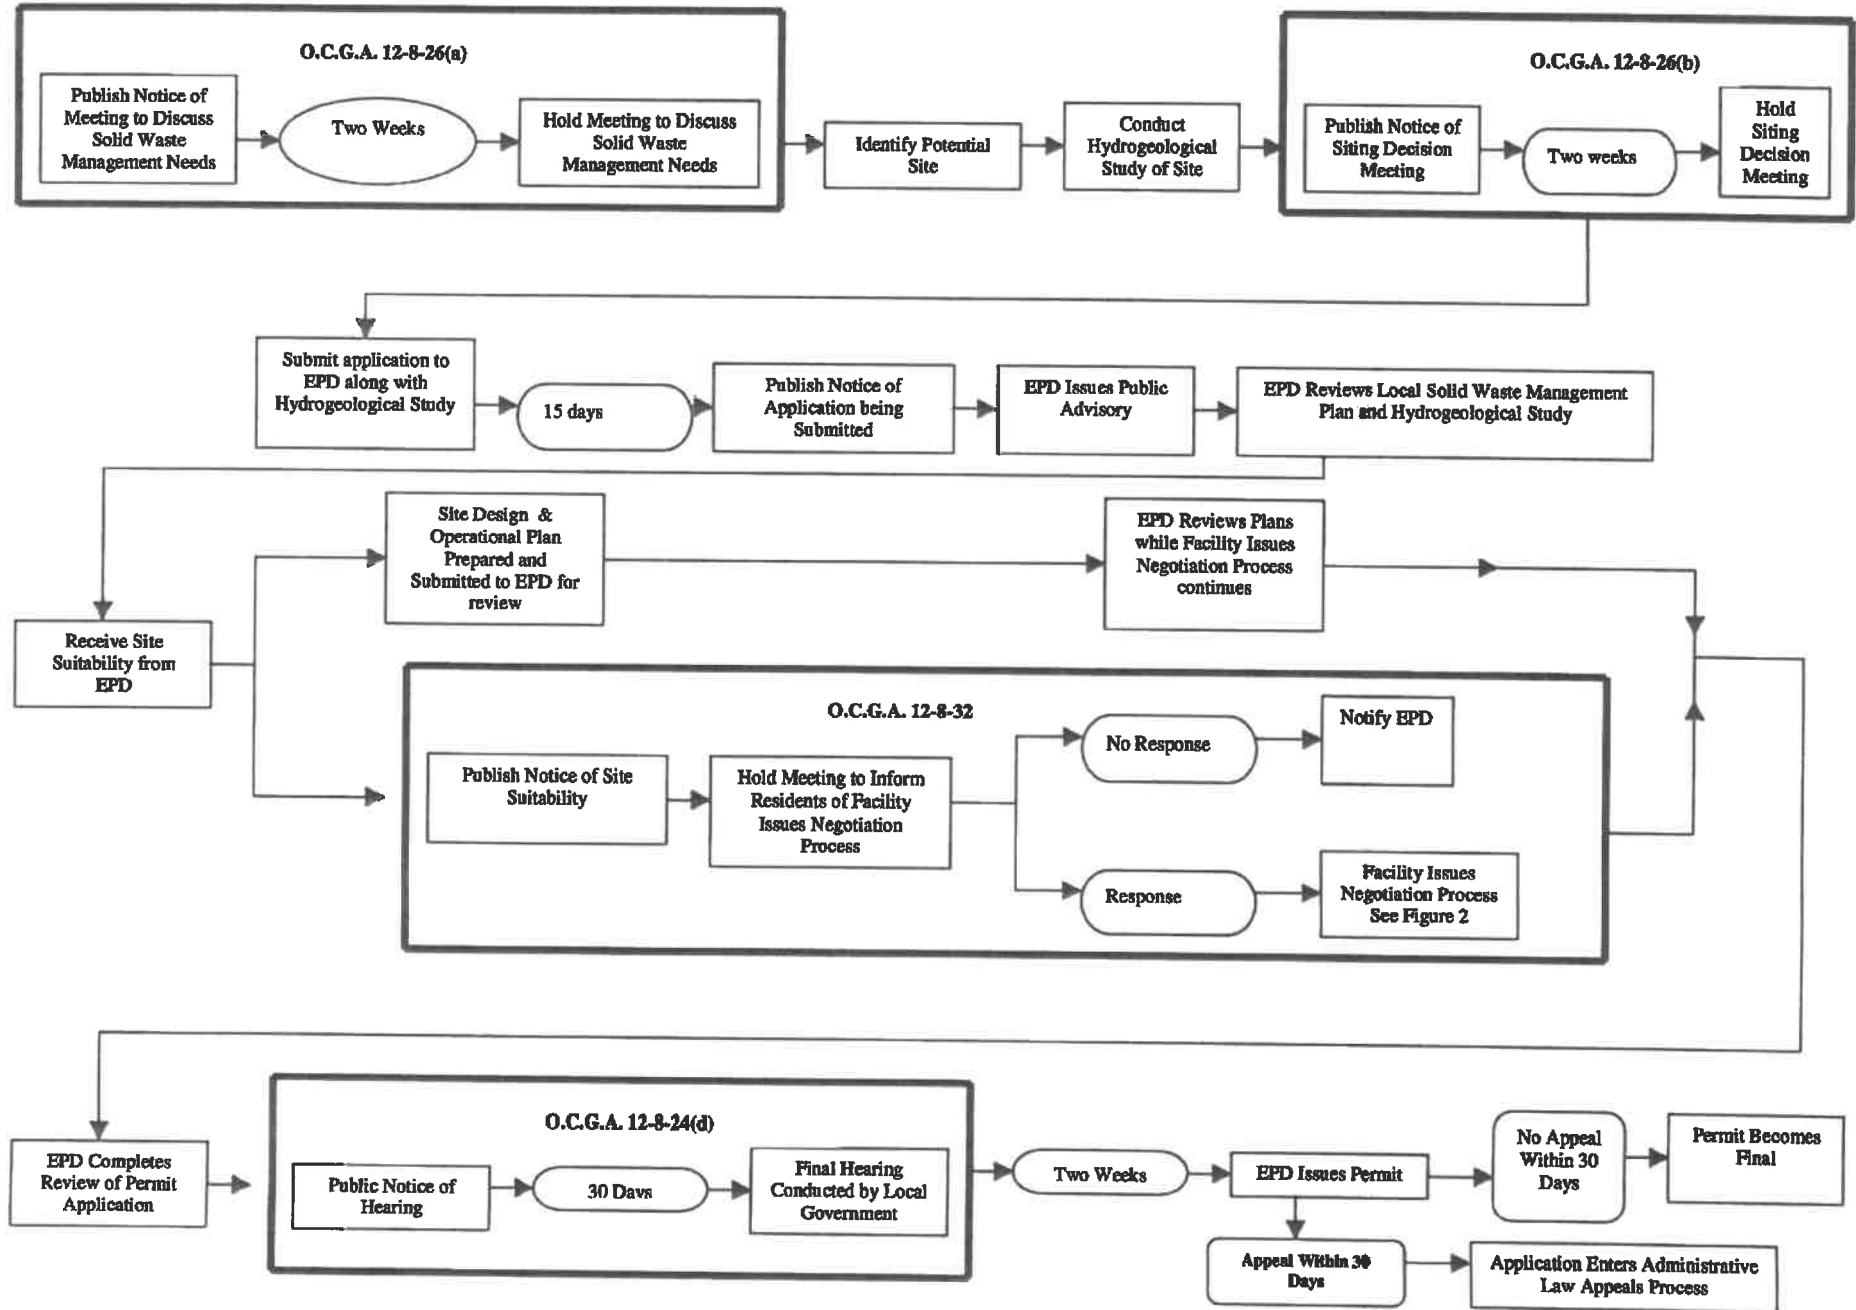 O.C.G.A. 12-8-26(a)
Publish Notice of
Meeting to Discuss
Solid Waste
Management Needs
Two Weeks
Hold Meeting to Discuss
Solid Waste
Management Needs
Identify Potential
Site
Conduct
Hydrogeological
Study of Site
O.C.G.A. 12-8-26(b)
Publish Notice of
Siting Decision
Meeting
Two weeks
Hold
Siting
Decision
Meeting
Submit application to
EPD along with
Hydrogeological Study
15 days
Publish Notice of
Application being
Submitted
EPD Issues Public
Advisory
EPD Reviews Local Solid Waste Management
Plan and Hydrogeological Study
Receive Site
Suitability from
EPD
Site Design &
Operational Plan
Prepared and
Submitted to EPD for
review
EPD Reviews Plans
while Facility Issues
Negotiation Process
continues
O.C.G.A. 12-8-32
Publish Notice of Site
Suitability
Hold Meeting to Inform
Residents of Facility
Issues Negotiation
Process
No Response
Notify EPD
Response
Facility Issues
Negotiation Process
See Figure 2
EPD Completes
Review of Permit
Application
O.C.G.A. 12-8-24(d)
Public Notice of
Hearing
30 Days
Final Hearing
Conducted by Local
Government
Two Weeks
EPD Issues Permit
No Appeal
Within 30
Days
Permit Becomes
Final
Appeal Within 30
Days
Application Enters Administrative
Law Appeals Process